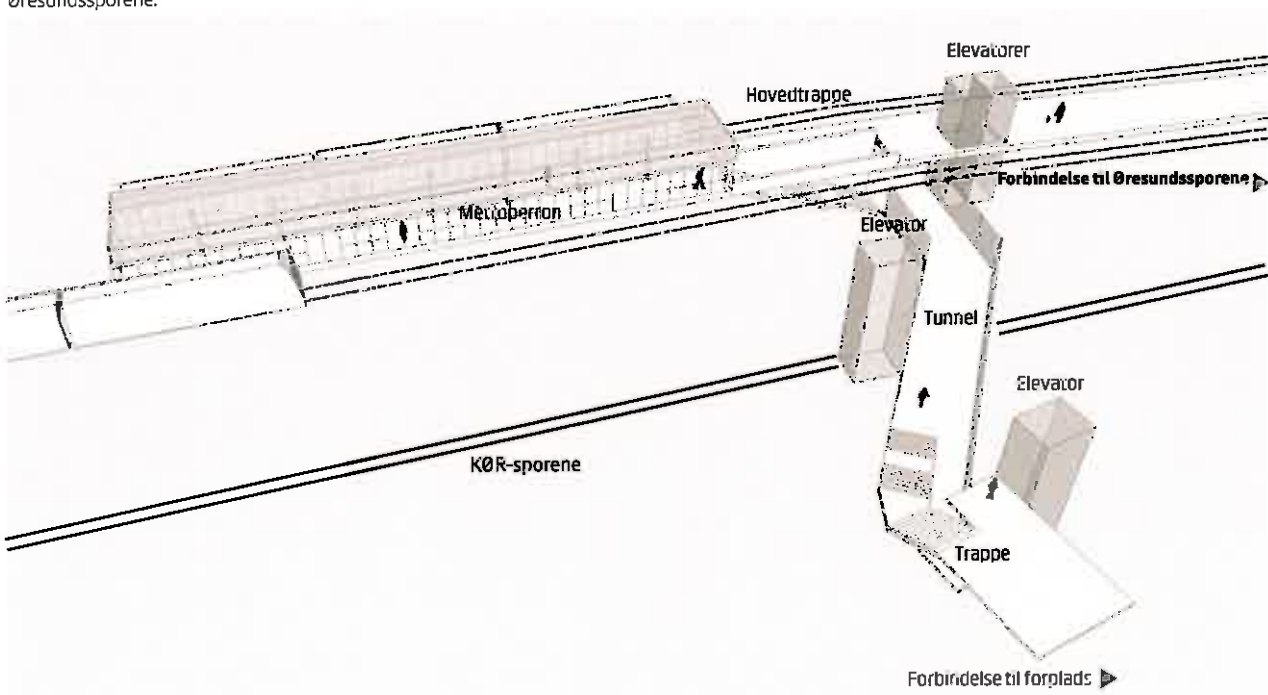 Øresundssporene.
Elevatorer
Hovedtrappe
Forbindelse til Øresundssporene
Metroperron
Elevator
Tunnel
Elevator
KØR-sporene
Trappe
Forbindelse til forplads